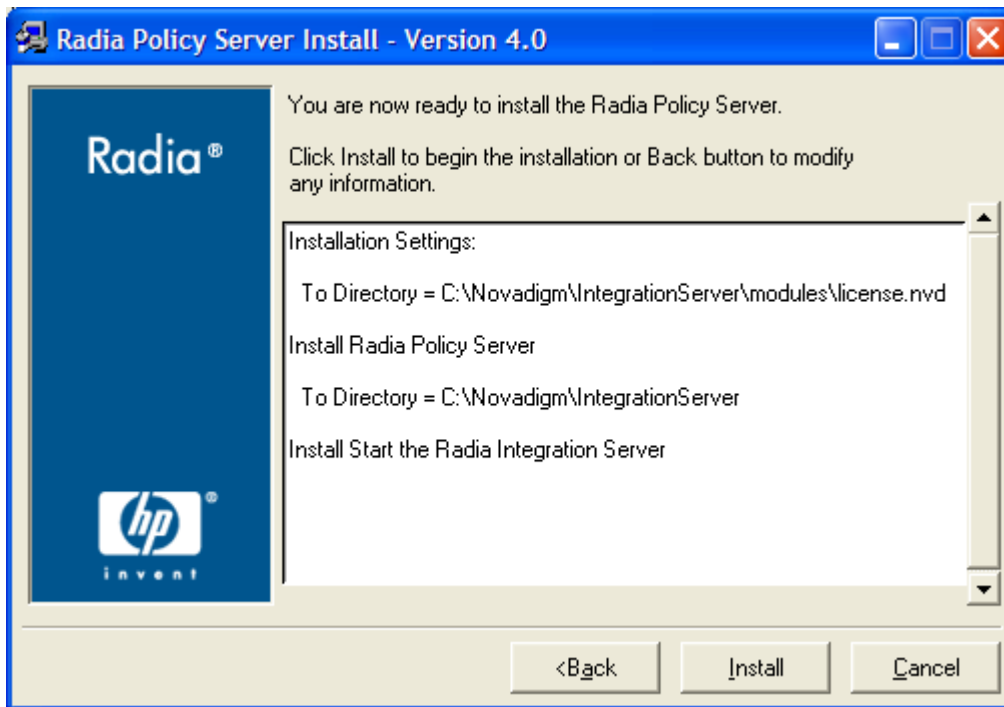 Radia Policy Server Install - Version 4.0
Radia®
You are now ready to install the Radia Policy Server.
Click Install to begin the installation or Back button to modify
any information.
Installation Settings:
To Directory = C:\Novadigm\IntegrationServer\modules\license.nvd
Install Radia Policy Server
To Directory = C:\Novadigm\IntegrationServer
Install Start the Radia Integration Server
hp®
invent
<Back
Install
Cancel